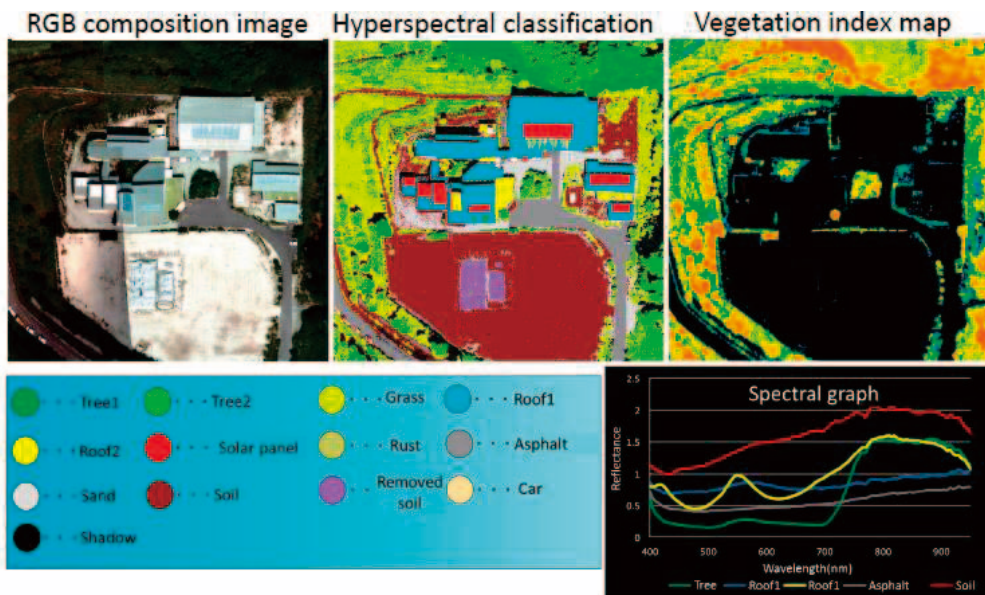 RGB composition image
Hyperspectral classification
Vegetation index map
Tree1
Tree2
Grass
Roof1
Roof2
Solar panel
Rust
Asphalt
Sand
Soil
Removed soil
Car
Shadow
Spectral graph
Reflectance
2.5
2
1.5
1
0.5
0
400 500 600 700 800 900
Wavelength(nm)
Tree Roof1 Roof1 Asphalt Soil